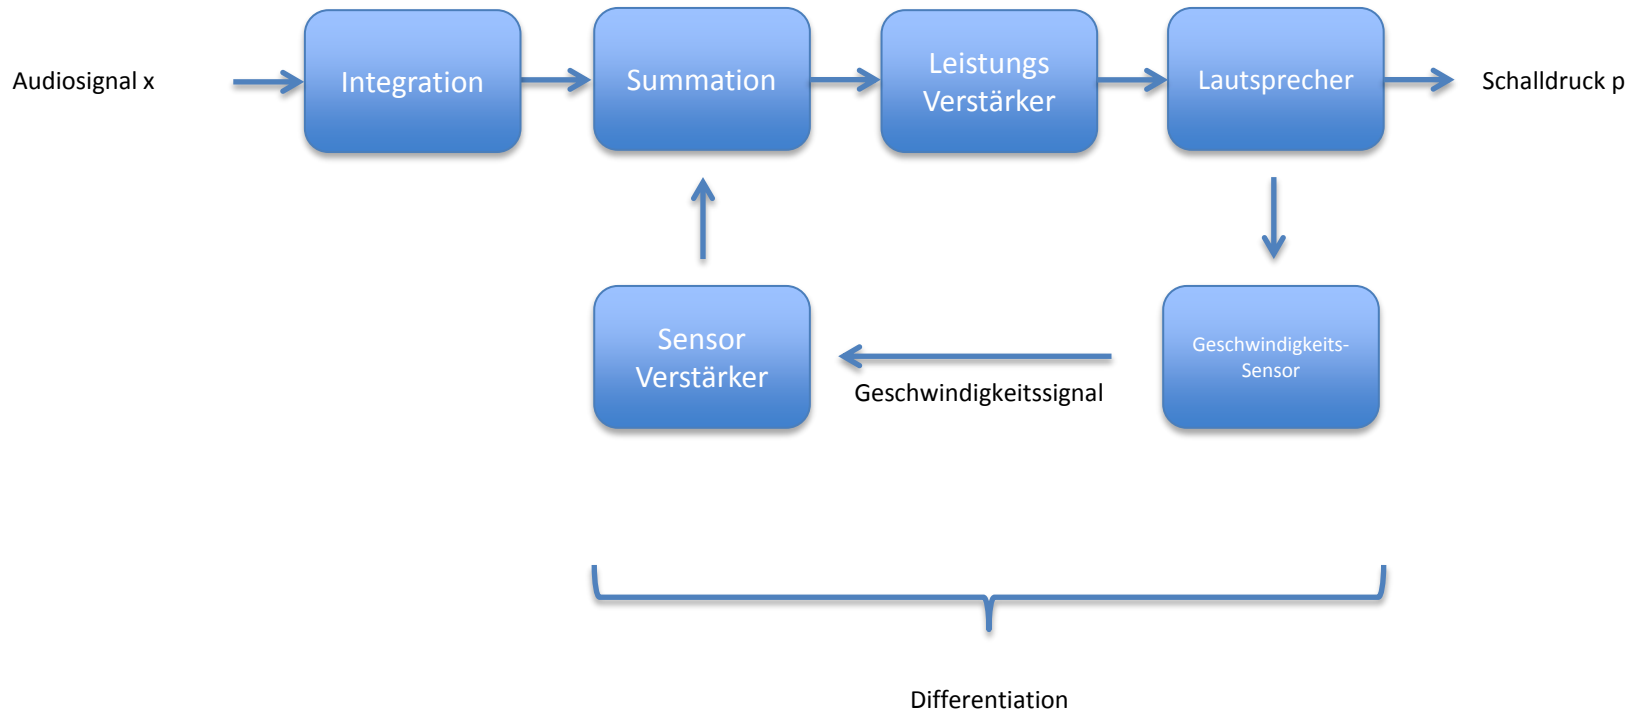 Audiosignal x
Integration
Summation
Leistungs
Verstärker
Lautsprecher
Schalldruck p
Sensor
Verstärker
Geschwindigkeitssignal
Geschwindigkeits-
Sensor
Differentiation